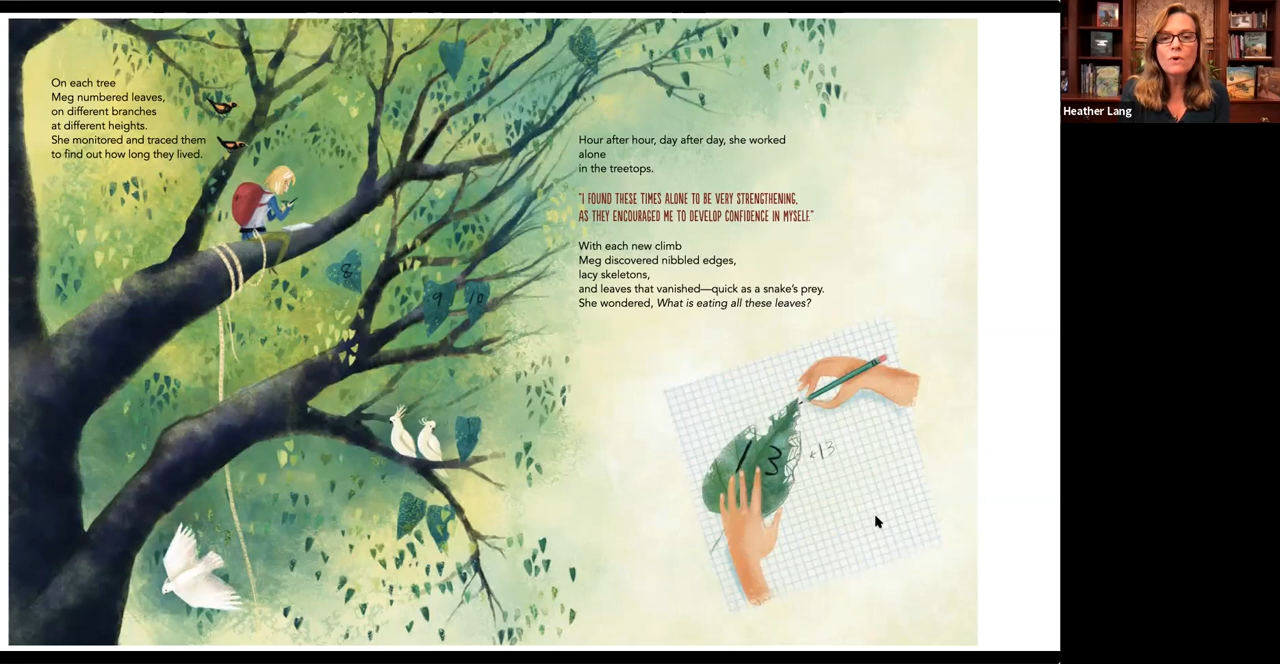 On each tree
Meg numbered leaves,
on different branches
at different heights.
She monitored and traced them
to find out how long they lived.
Hour after hour, day after day, she worked
alone
in the treetops.
"I FOUND THESE TIMES ALONE TO BE VERY STRENGTHENING,
AS THEY ENCOURAGED ME TO DEVELOP CONFIDENCE IN MYSELF."
With each new climb
Meg discovered nibbled edges,
lacy skeletons,
and leaves that vanished—quick as a snake's prey.
She wondered, What is eating all these leaves?
8
9
10
13
13
Heather Lang